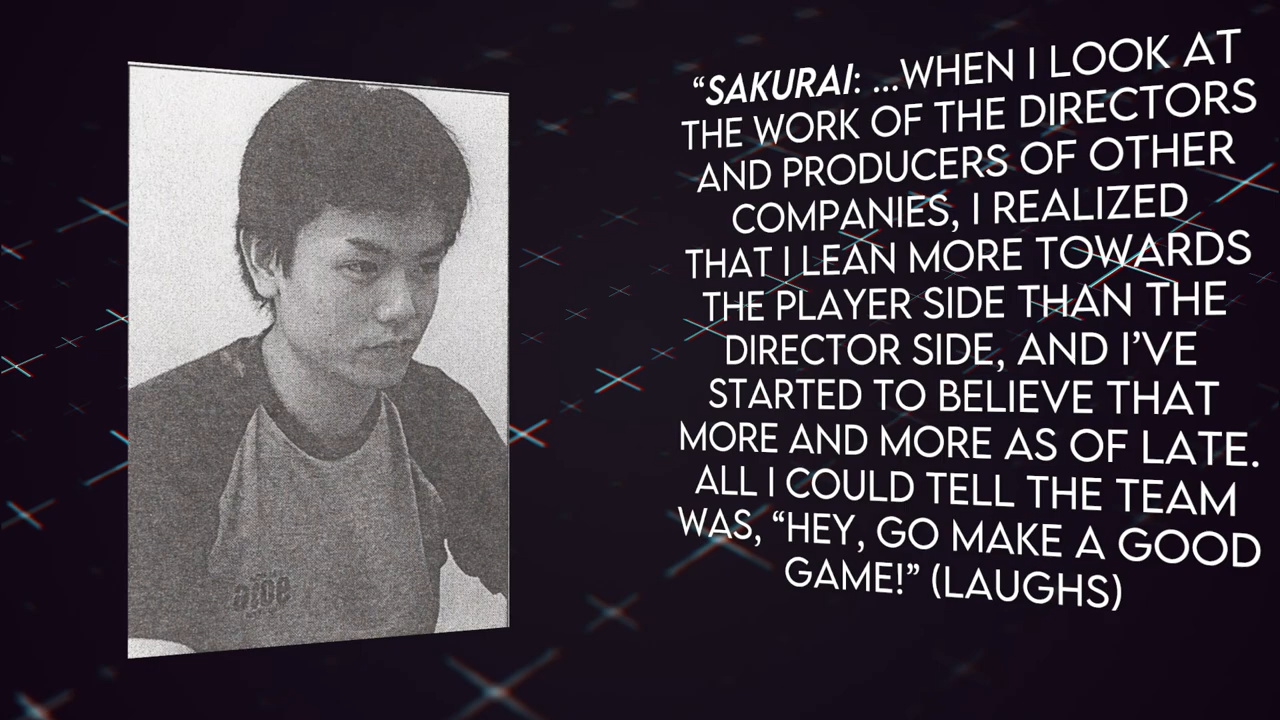 “SAKURAI: ...WHEN I LOOK AT
THE WORK OF THE DIRECTORS
AND PRODUCERS OF OTHER
COMPANIES, I REALIZED
THAT I LEAN MORE TOWARDS
THE PLAYER SIDE THAN THE
DIRECTOR SIDE, AND I’VE
STARTED TO BELIEVE THAT
MORE AND MORE AS OF LATE.
ALL I COULD TELL THE TEAM
WAS, “HEY, GO MAKE A GOOD
GAME!” (LAUGHS)